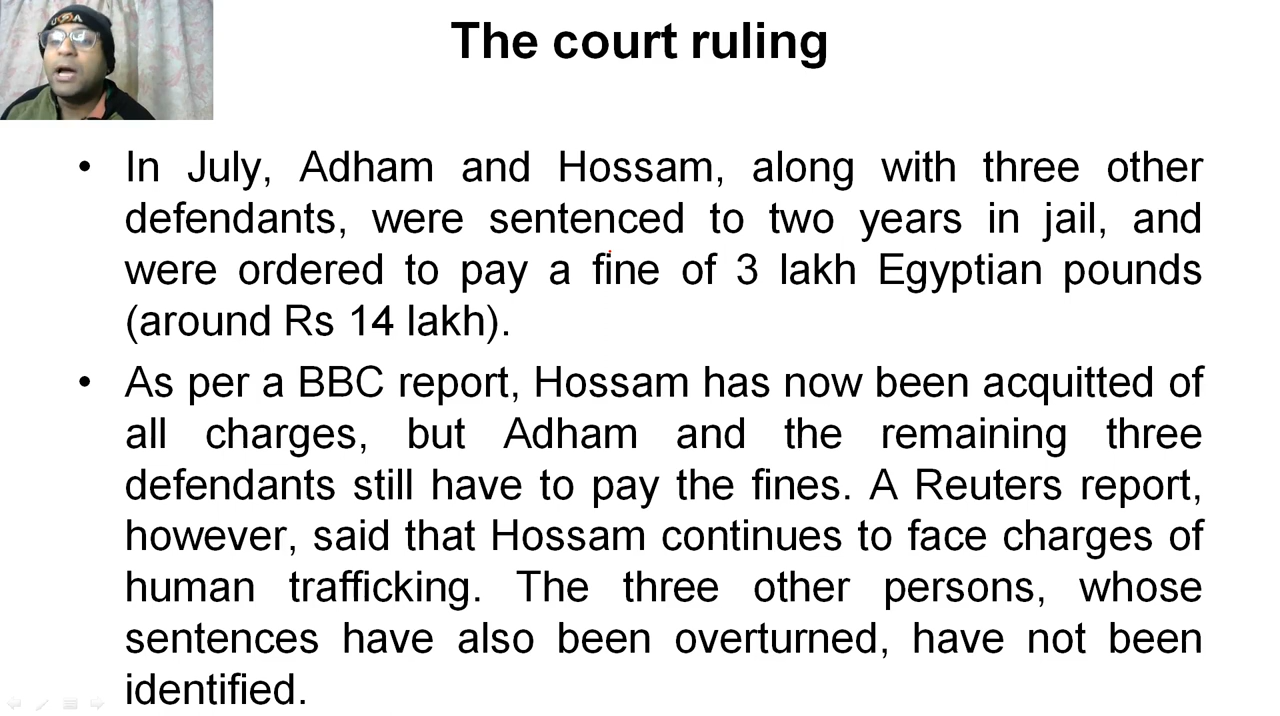 USA
The court ruling
• In July, Adham and Hossam, along with three other
defendants, were sentenced to two years in jail, and
were ordered to pay a fine of 3 lakh Egyptian pounds
(around Rs 14 lakh).
• As per a BBC report, Hossam has now been acquitted of
all charges, but Adham and the remaining three
defendants still have to pay the fines. A Reuters report,
however, said that Hossam continues to face charges of
human trafficking. The three other persons, whose
sentences have also been overturned, have not been
identified.